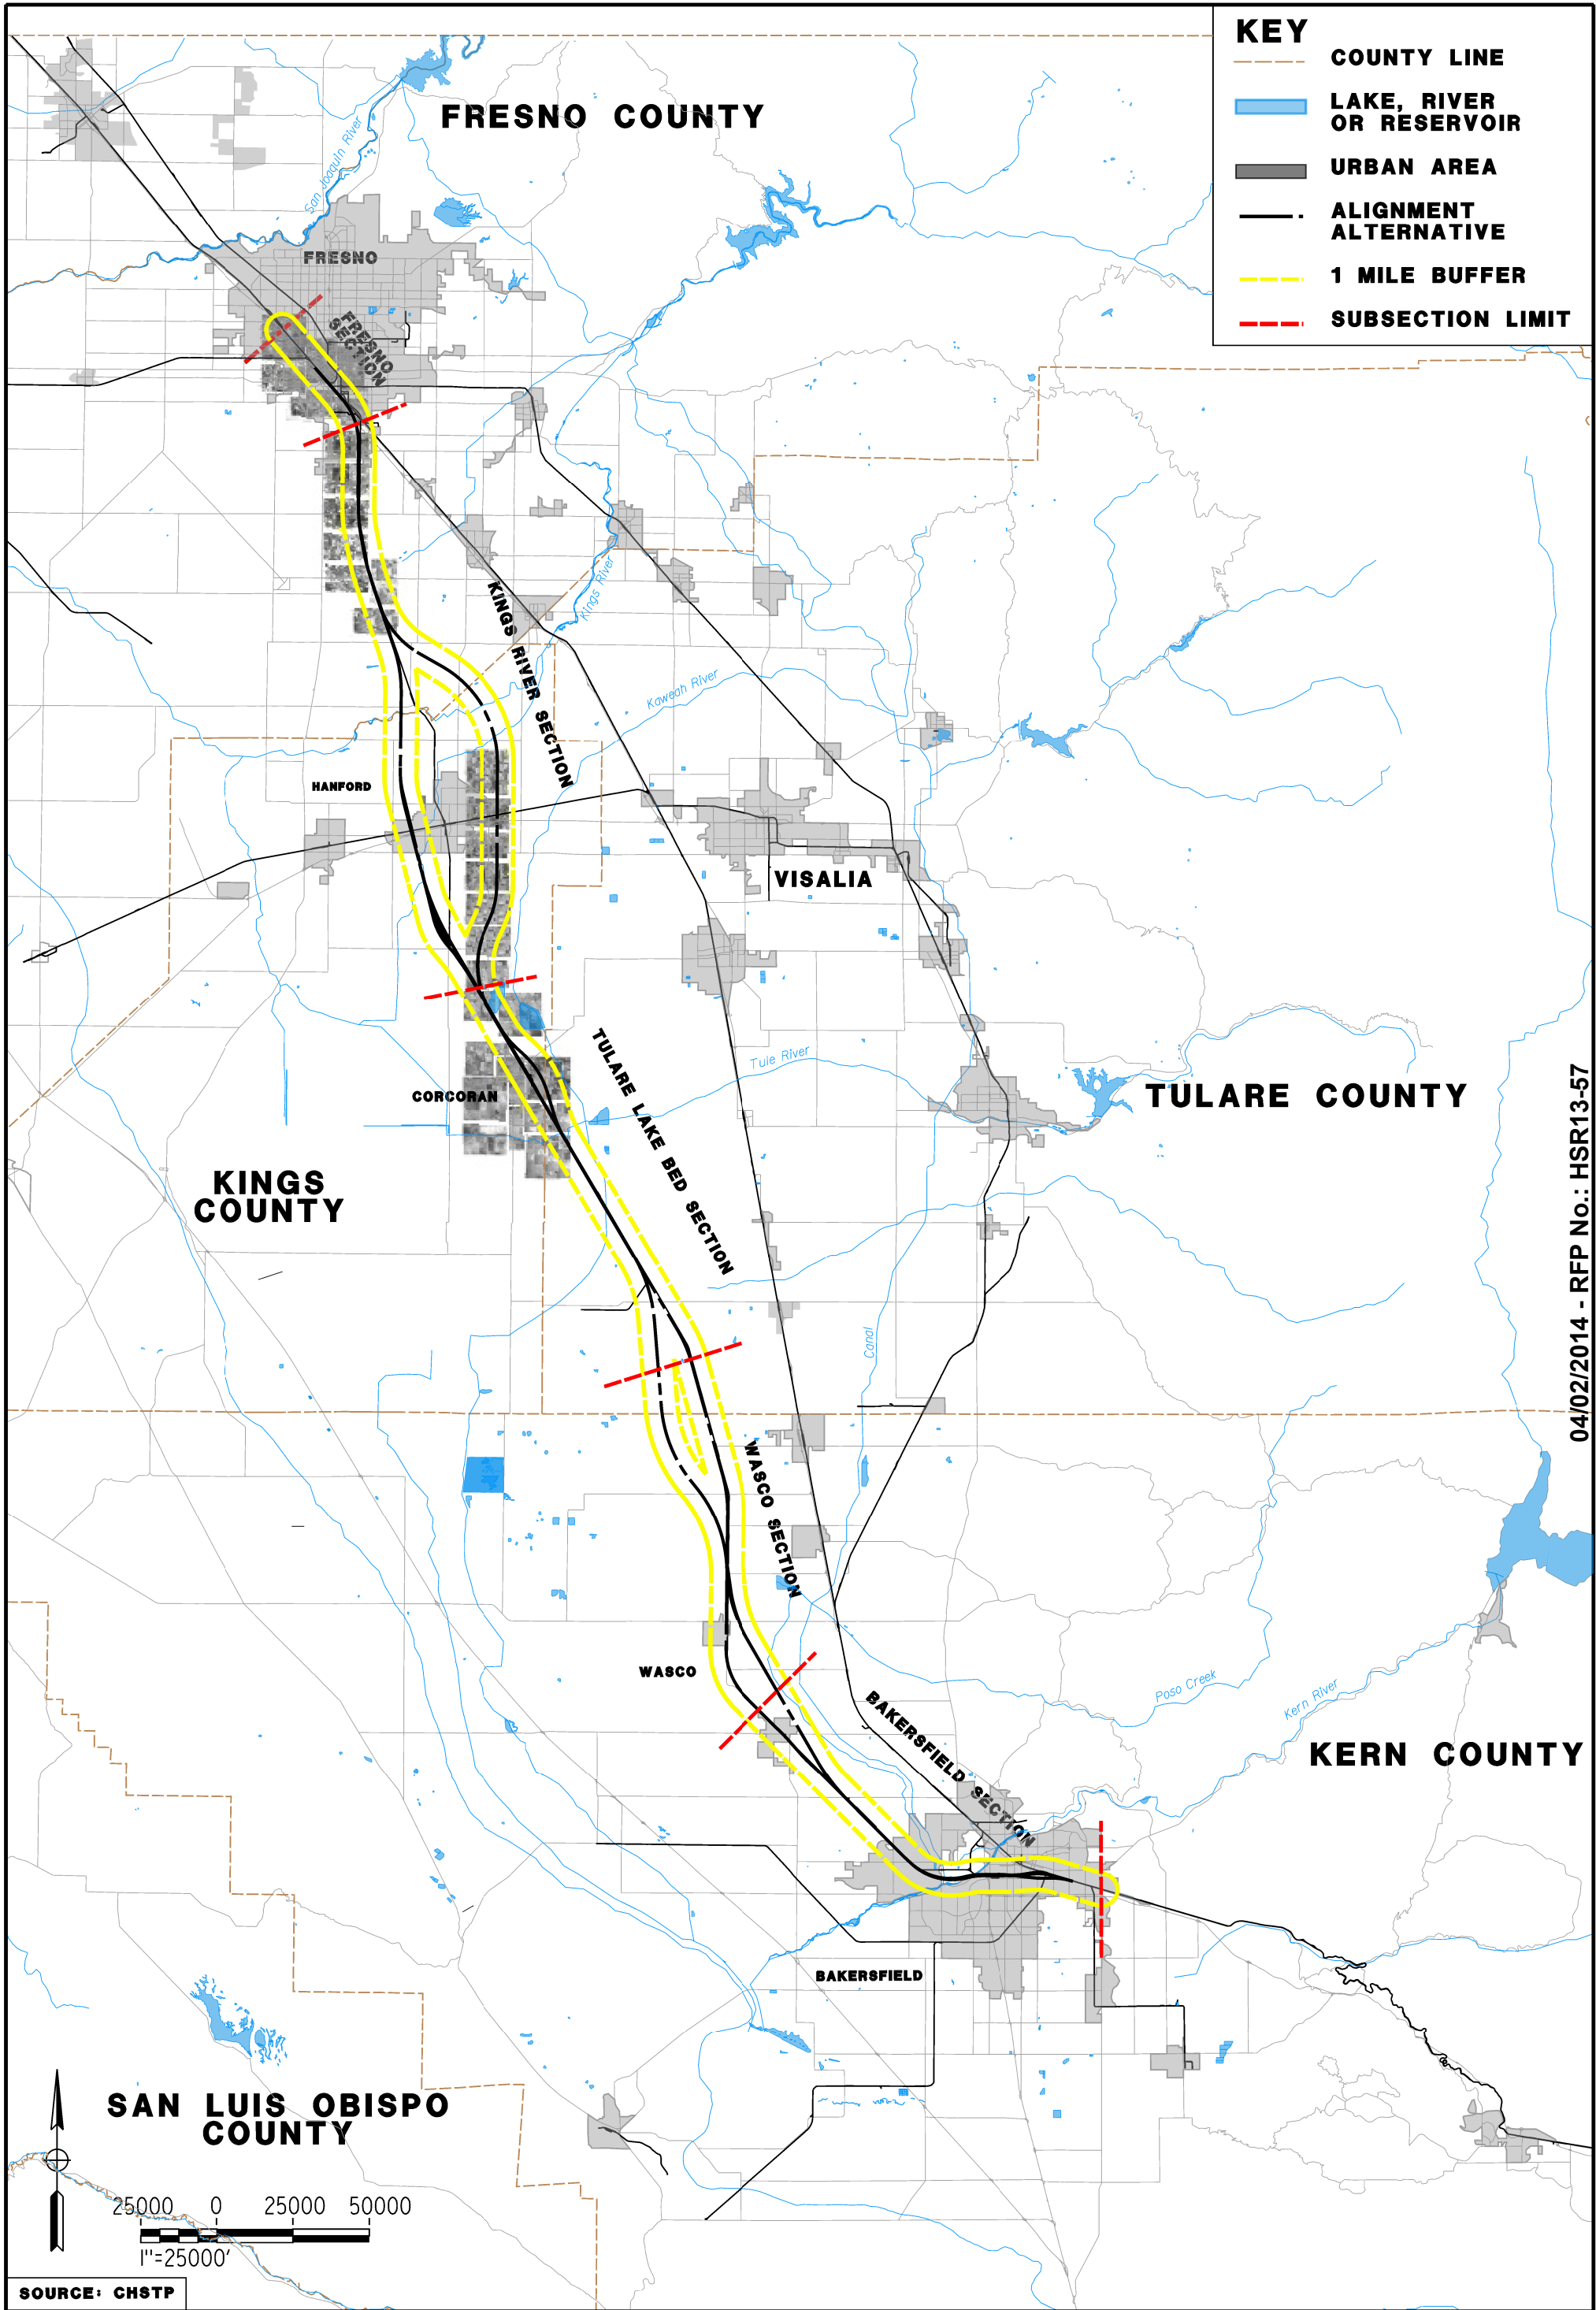 KEY
COUNTY LINE
LAKE, RIVER
OR RESERVOIR
URBAN AREA
ALIGNMENT
ALTERNATIVE
1 MILE BUFFER
SUBSECTION LIMIT
FRESNO COUNTY
San Joaquin River
FRESNO
FRESNO
SECTION
Kings River
KINGS RIVER SECTION
Kaweah River
HANFORD
VISALIA
TULARE LAKE BED SECTION
Tule River
CORCORAN
TULARE COUNTY
KINGS
COUNTY
Canal
WASCO SECTION
WASCO
Poso Creek
Kern River
BAKERSFIELD SECTION
KERN COUNTY
BAKERSFIELD
SAN LUIS OBISPO
COUNTY
25000 0 25000 50000
1"=25000'
SOURCE: CHSTP
04/02/2014 - RFP No.: HSR13-57